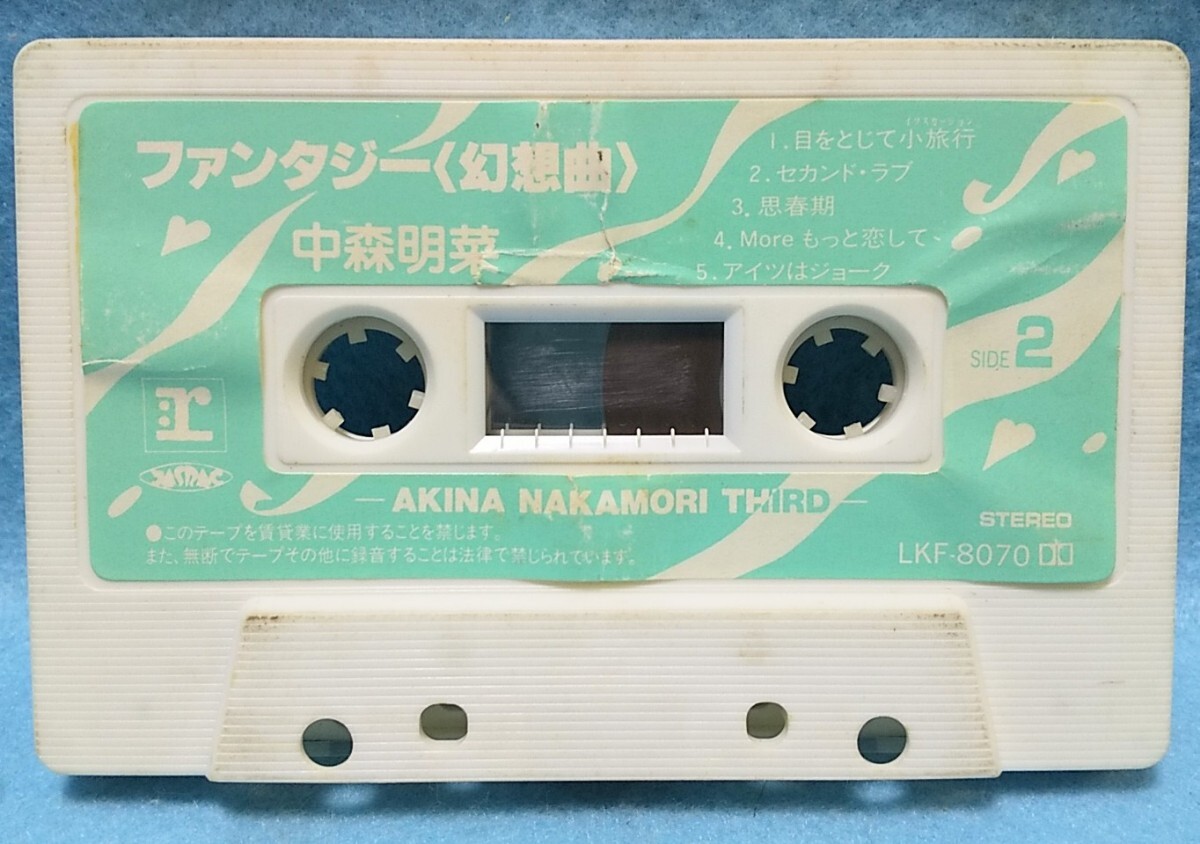 ファンタジー〈幻想曲〉
中森明菜
イクスカーション
1. 目をとじて小旅行
2. セカンド・ラブ
3. 思春期
4. More もっと恋して
5. アイツはジョーク
SIDE 2
r
JASRAC
— AKINA NAKAMORI THIRD —
●このテープを賃貸業に使用することを禁じます。
また、無断でテープその他に録音することは法律で禁じられています。
STEREO
LKF-8070